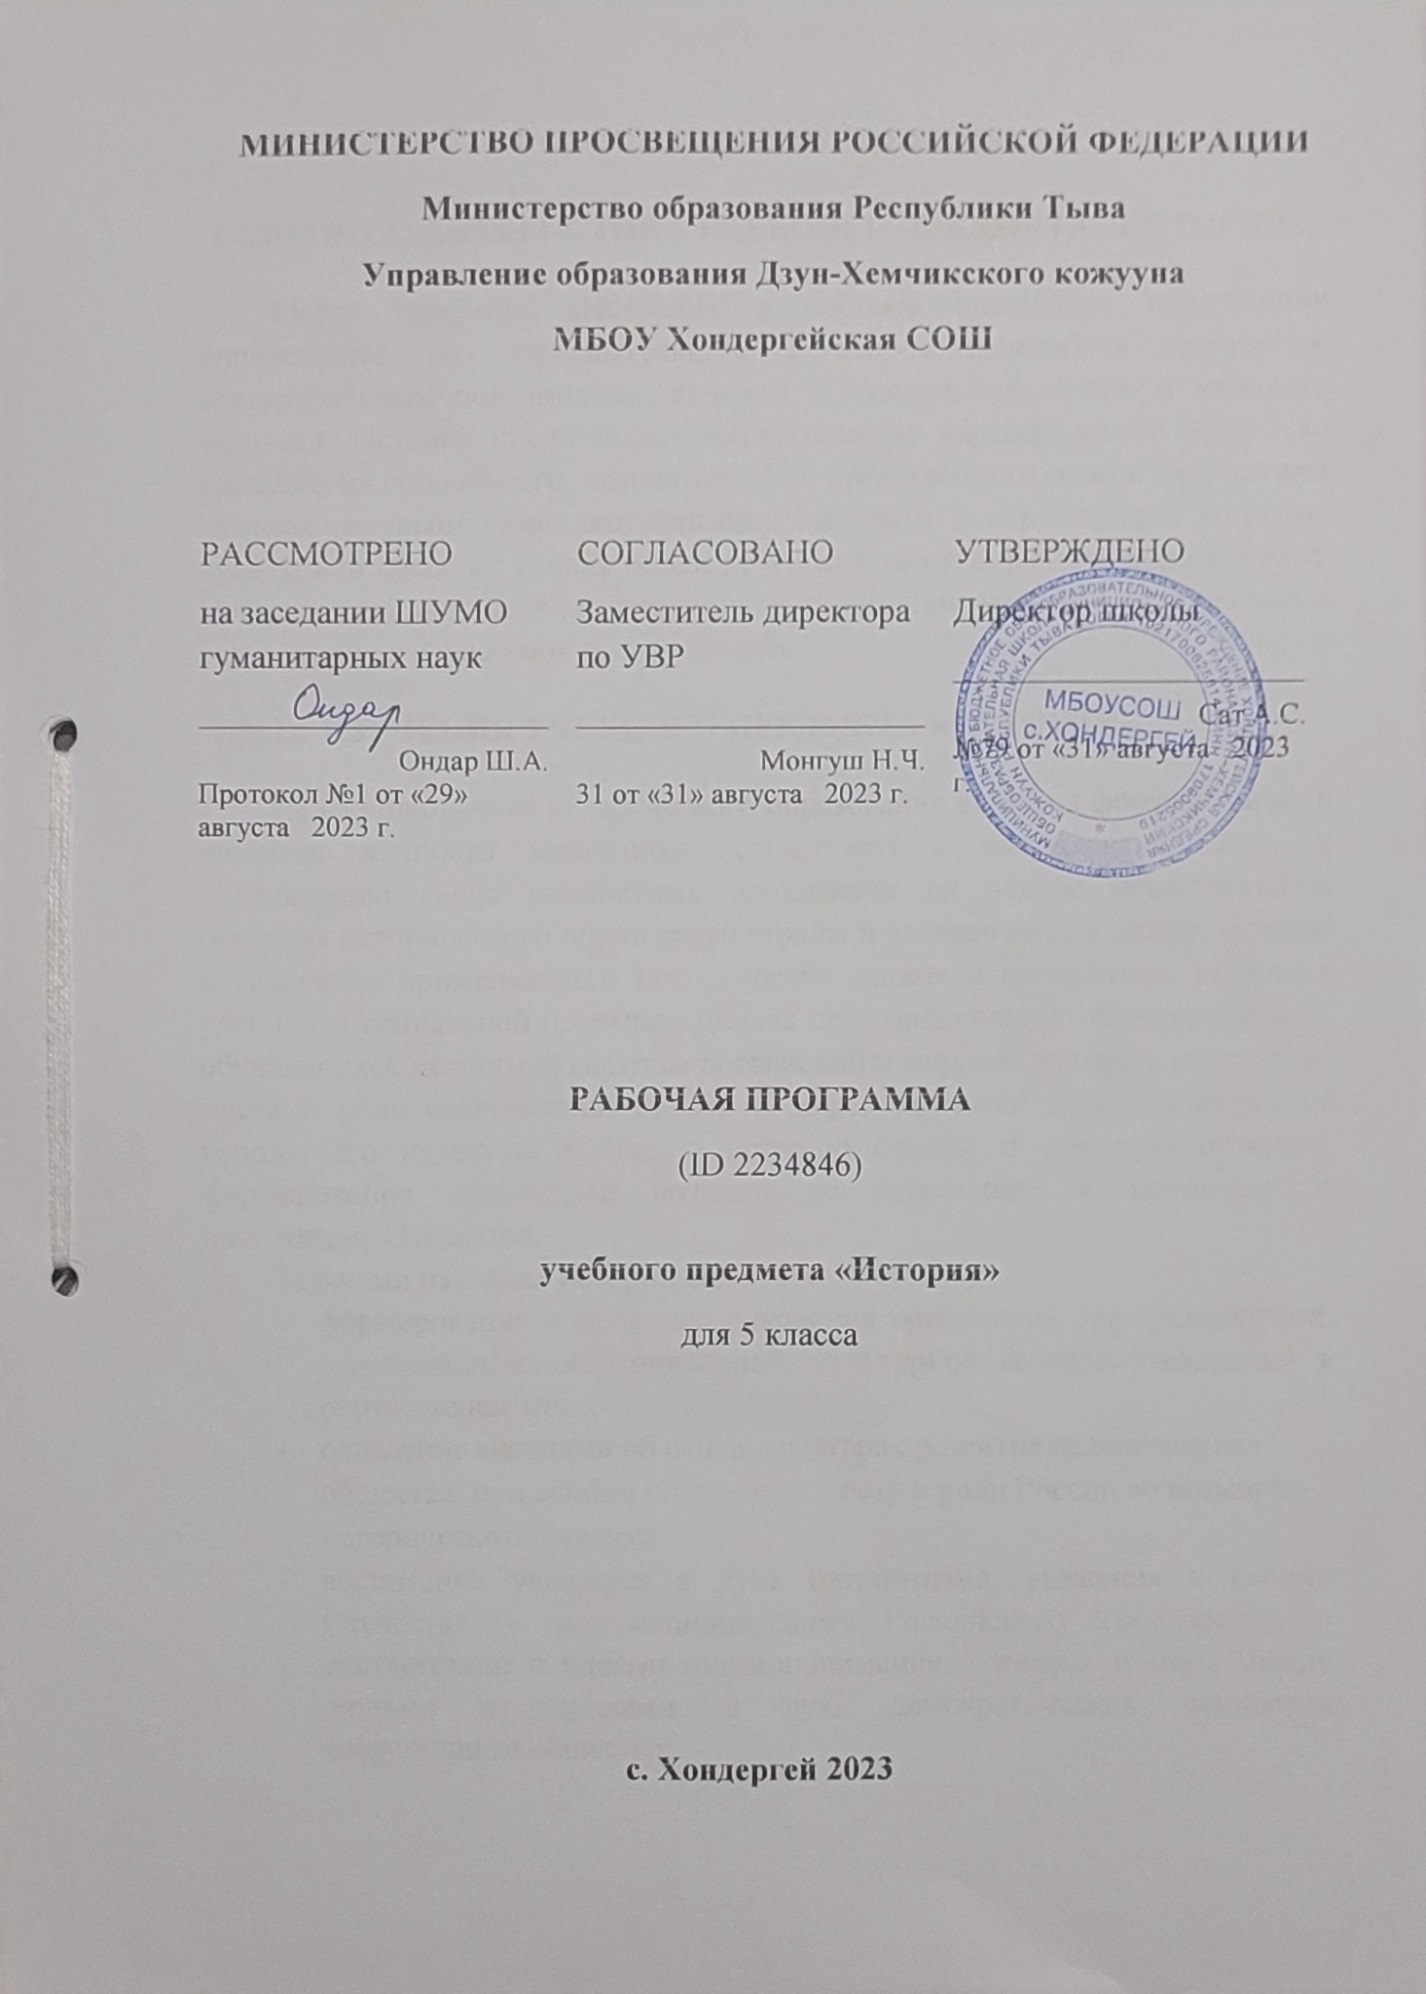 МИНИСТЕРСТВО ПРОСВЕЩЕНИЯ РОССИЙСКОЙ ФЕДЕРАЦИИ
Министерство образования Республики Тыва
Управление образования Дзун-Хемчикского кожууна
МБОУ Хондергейская СОШ
РАССМОТРЕНО
на заседании ШУМО
гуманитарных наук
Ондар
Ондар Ш.А.
Протокол №1 от «29»
августа 2023 г.
СОГЛАСОВАНО
Заместитель директора
по УВР
Монгуш Н.Ч.
31 от «31» августа 2023 г.
УТВЕРЖДЕНО
Директор школы
Сат А.С.
№79 от «31» августа 2023
г.
МБОУСОШ
с.ХОНДЕРГЕЙ
РАБОЧАЯ ПРОГРАММА
(ID 2234846)
учебного предмета «История»
для 5 класса
с. Хондергей 2023